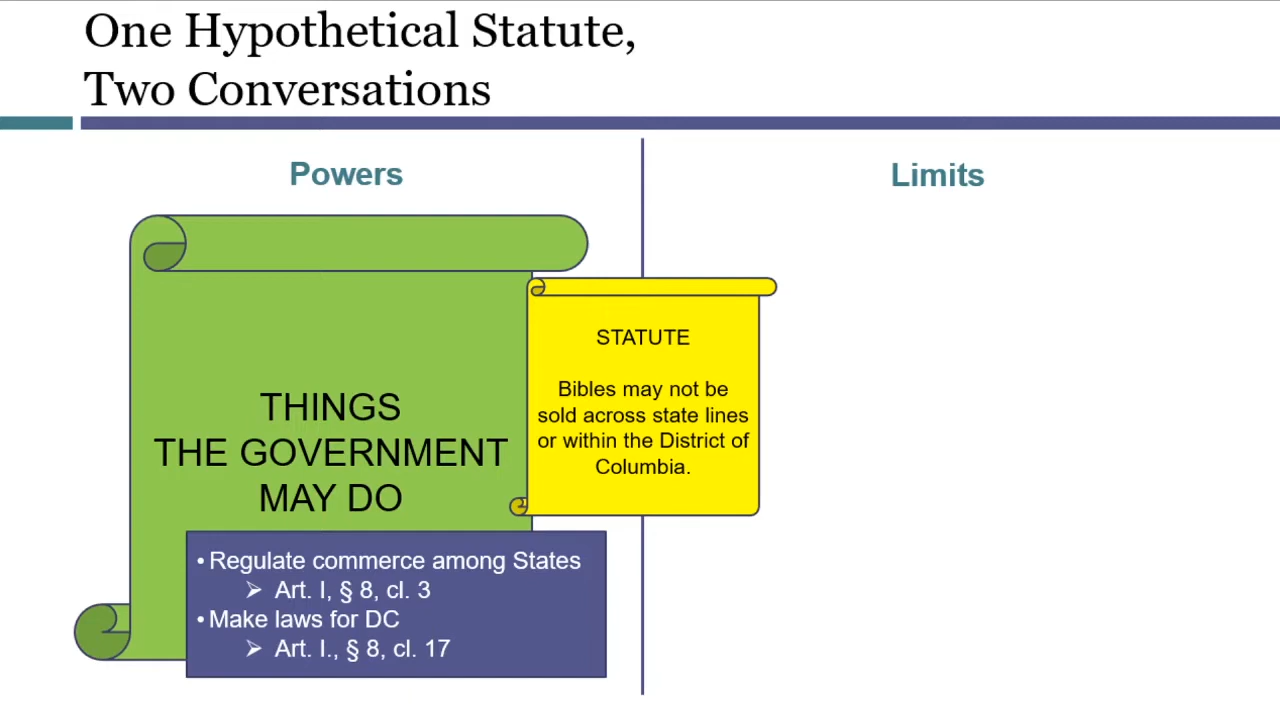 One Hypothetical Statute,
Two Conversations
Powers
Limits
THINGS
THE GOVERNMENT
MAY DO
STATUTE
Bibles may not be
sold across state lines
or within the District of
Columbia.
• Regulate commerce among States
➢ Art. I, § 8, cl. 3
• Make laws for DC
➢ Art. I., § 8, cl. 17